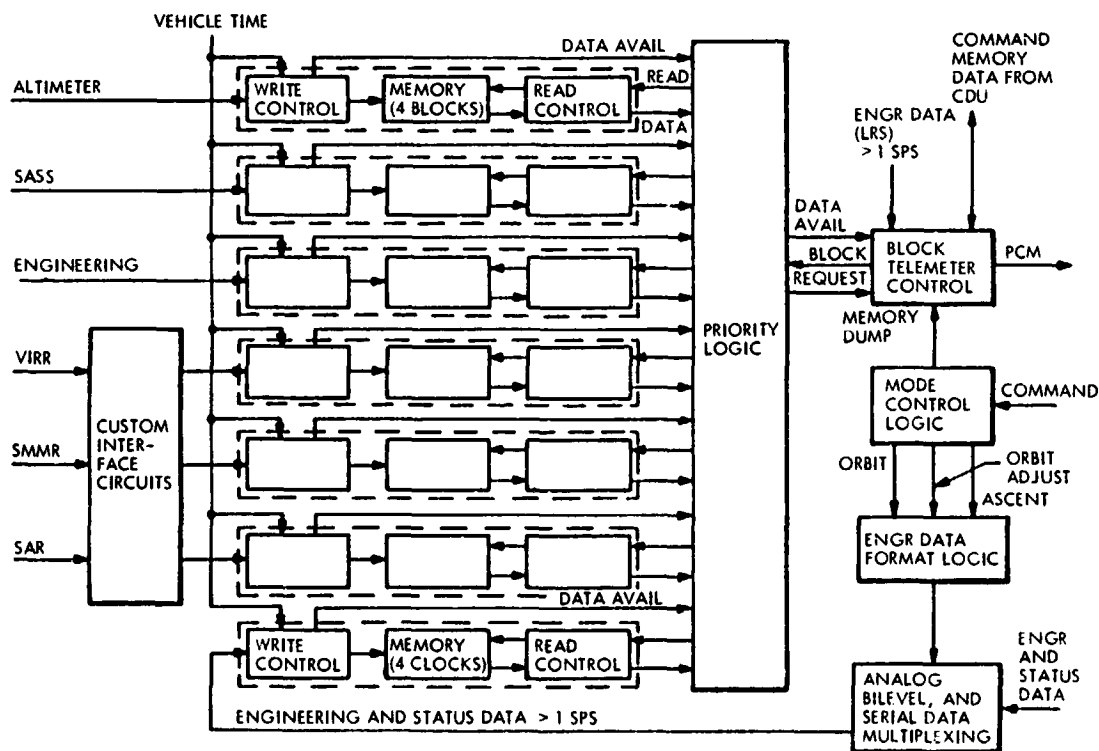 VEHICLE TIME
DATA AVAIL
COMMAND
MEMORY
DATA FROM
CDU
ALTIMETER
WRITE
CONTROL
MEMORY
(4 BLOCKS)
READ
CONTROL
READ
DATA
ENGR DATA
(LRS)
> 1 SPS
SASS
DATA
AVAIL
BLOCK
REQUEST
BLOCK
TELEMETER
CONTROL
PCM
ENGINEERING
MEMORY
DUMP
PRIORITY
LOGIC
VIRR
SMMR
SAR
CUSTOM
INTER-
FACE
CIRCUITS
MODE
CONTROL
LOGIC
COMMAND
ORBIT
ORBIT
ADJUST
ASCENT
ENGR DATA
FORMAT LOGIC
DATA AVAIL
WRITE
CONTROL
MEMORY
(4 CLOCKS)
READ
CONTROL
ENGR
AND
STATUS
DATA
ANALOG
BILEVEL, AND
SERIAL DATA
MULTIPLEXING
ENGINEERING AND STATUS DATA > 1 SPS